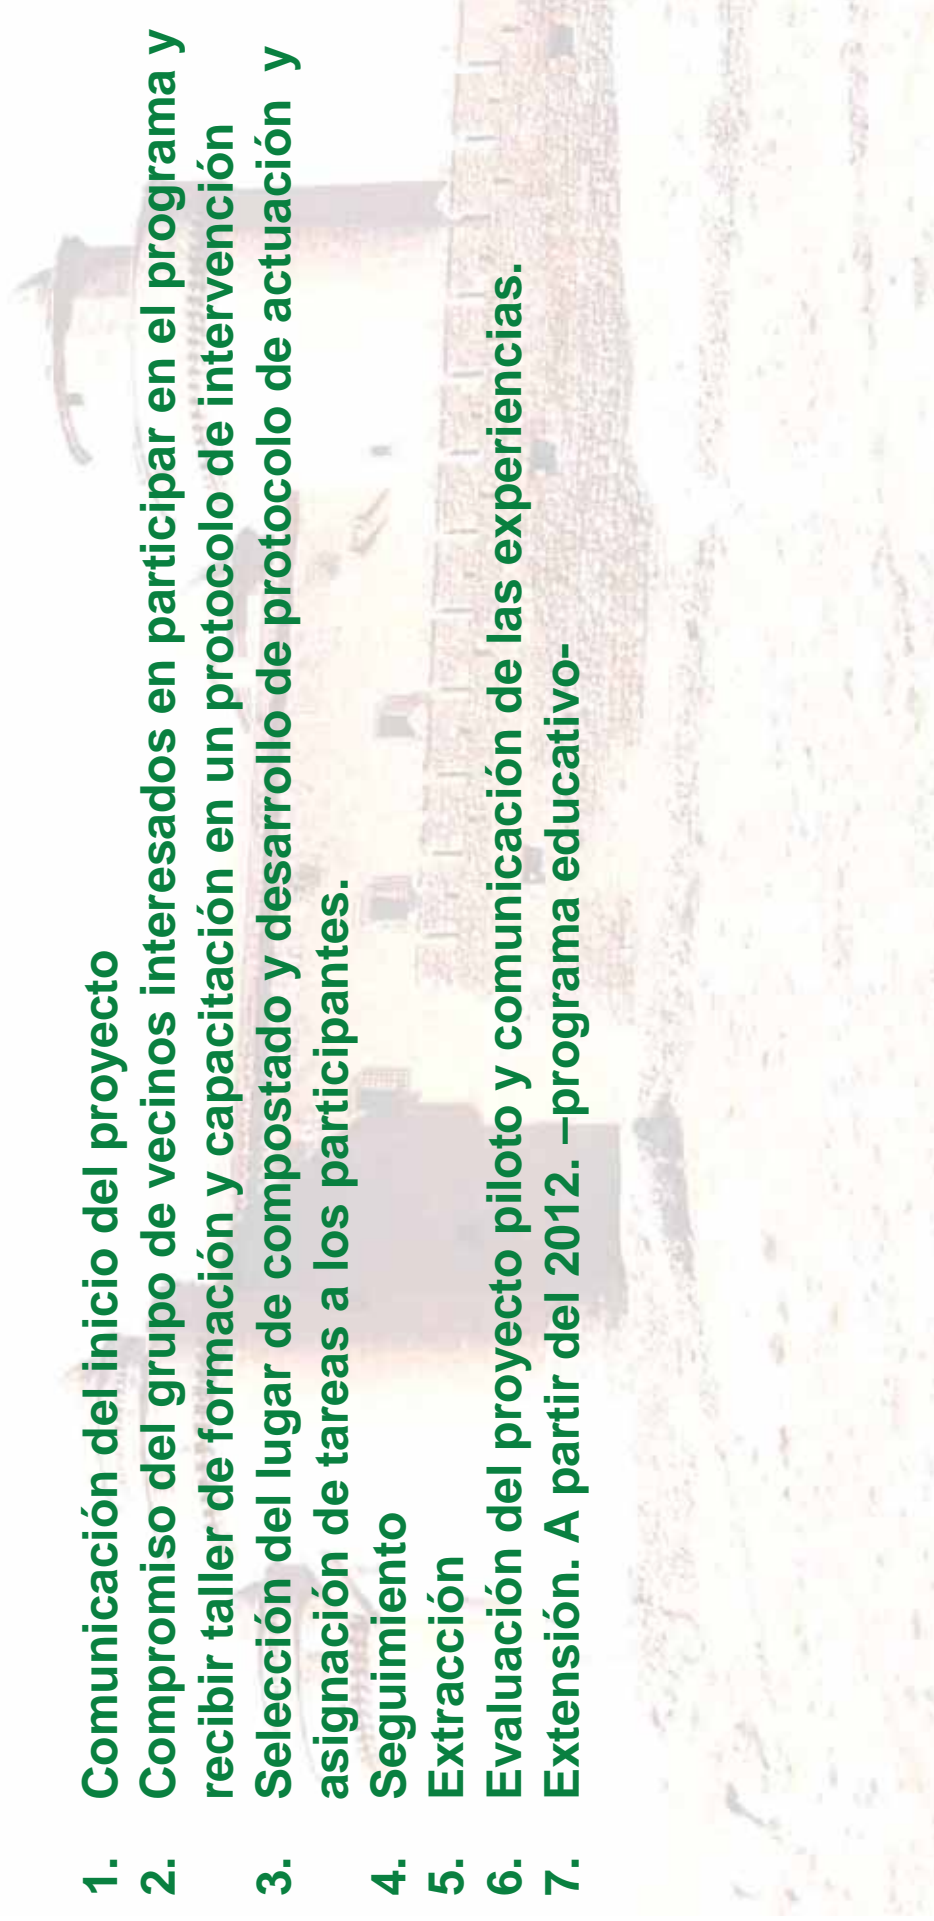 1. Comunicación del inicio del proyecto
2. Compromiso del grupo de vecinos interesados en participar en el programa y
recibir taller de formación y capacitación en un protocolo de intervención
3. Selección del lugar de compostado y desarrollo de protocolo de actuación y
asignación de tareas a los participantes.
4. Seguimiento
5. Extracción
6. Evaluación del proyecto piloto y comunicación de las experiencias.
7. Extensión. A partir del 2012. –programa educativo-